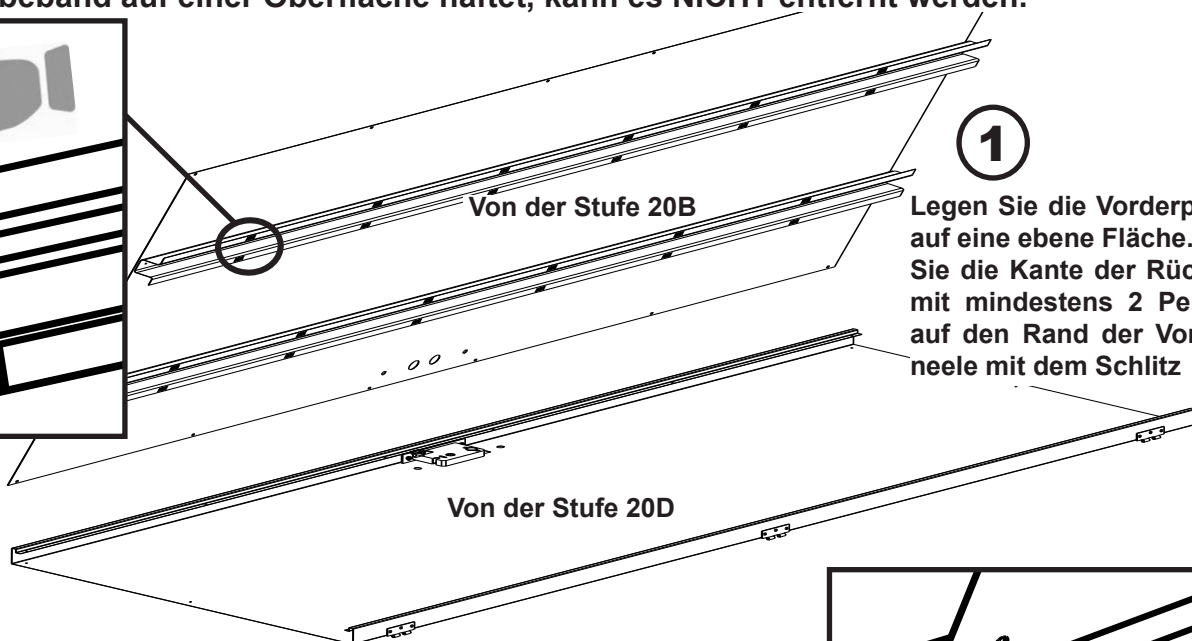 beband auf einer Oberfläche haftet, kann es NICHT entfernt werden.
1
Von der Stufe 20B
Legen Sie die Vorderp
auf eine ebene Fläche.
Sie die Kante der Rüc
mit mindestens 2 Pe
auf den Rand der Vor
neele mit dem Schlitz
Von der Stufe 20D